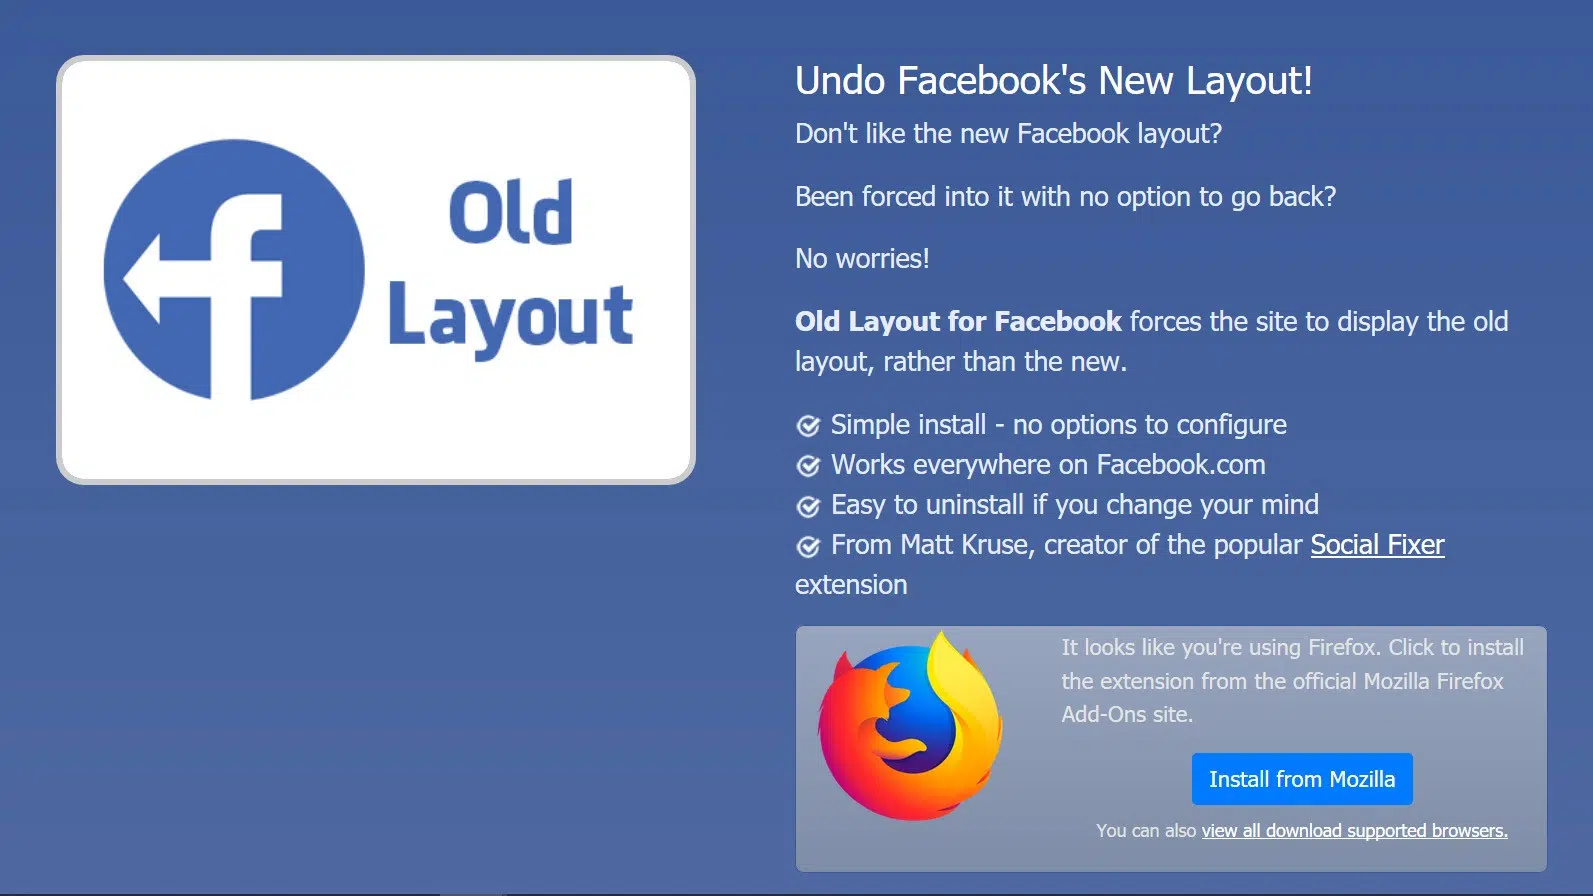 Old
Layout
Undo Facebook's New Layout!
Don't like the new Facebook layout?
Been forced into it with no option to go back?
No worries!
Old Layout for Facebook forces the site to display the old
layout, rather than the new.
Simple install - no options to configure
Works everywhere on Facebook.com
Easy to uninstall if you change your mind
From Matt Kruse, creator of the popular Social Fixer
extension
It looks like you're using Firefox. Click to install
the extension from the official Mozilla Firefox
Add-Ons site.
Install from Mozilla
You can also view all download supported browsers.